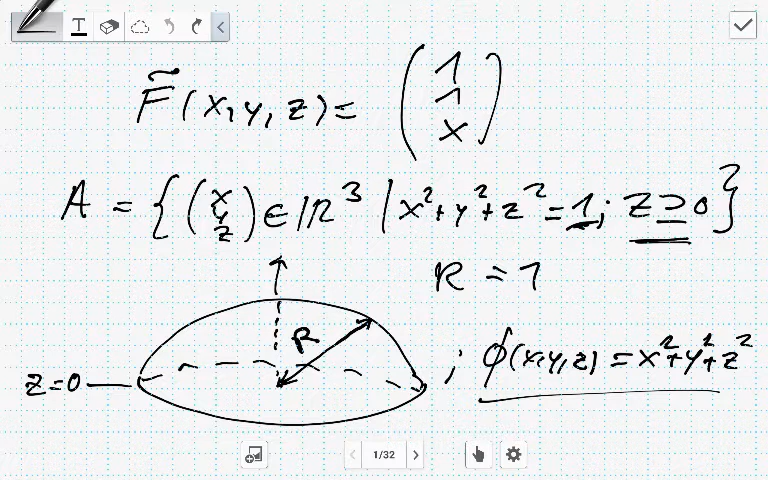 T
F̃(x,y,z) = (1 1 x)
A = {(x y z) ∈ ℝ³ | x²+y²+z²=1; z≥0}
R = 1
R
; ϕ(x,y,z) = x²+y²+z²
z=0
1/32